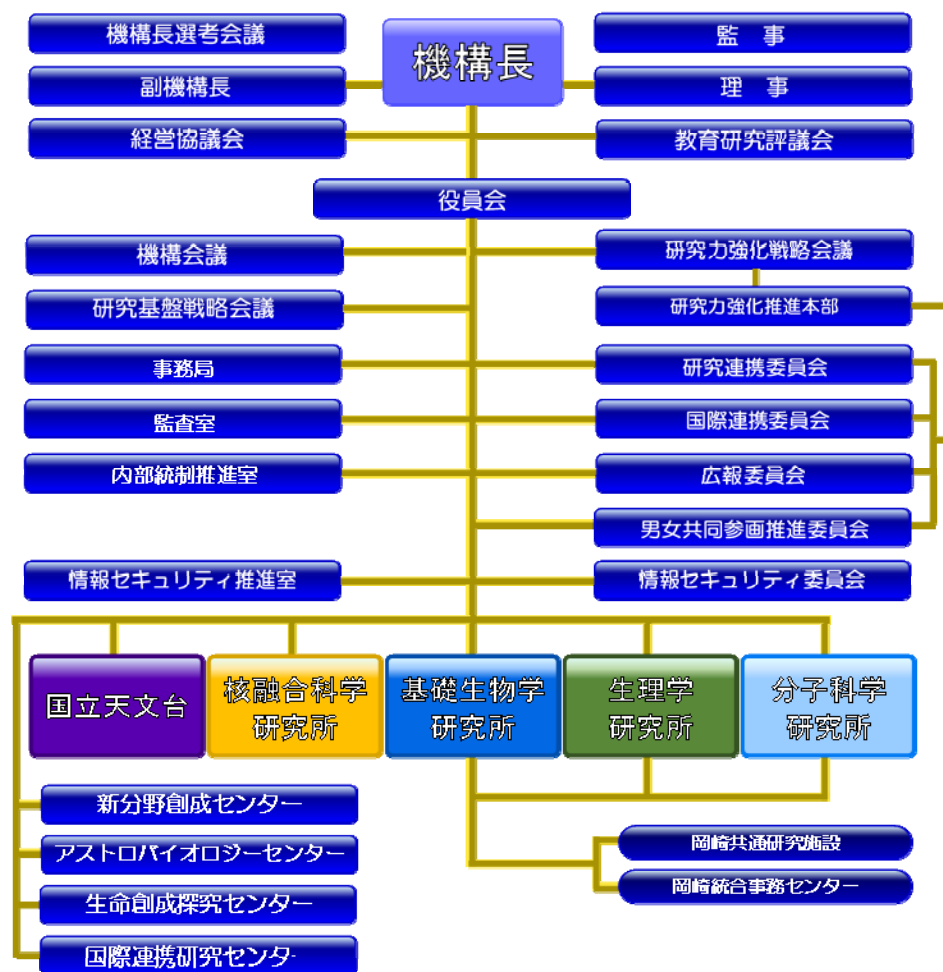 機構長選考会議
機構長
監 事
副機構長
理 事
経営協議会
教育研究評議会
役員会
機構会議
研究力強化戦略会議
研究基盤戦略会議
研究力強化推進本部
事務局
研究連携委員会
監査室
国際連携委員会
内部統制推進室
広報委員会
男女共同参画推進委員会
情報セキュリティ推進室
情報セキュリティ委員会
国立天文台
核融合科学
研究所
基礎生物学
研究所
生理学
研究所
分子科学
研究所
新分野創成センター
アストロバイオロジーセンター
生命創成探究センター
国際連携研究センター
岡崎共通研究施設
岡崎統合事務センター